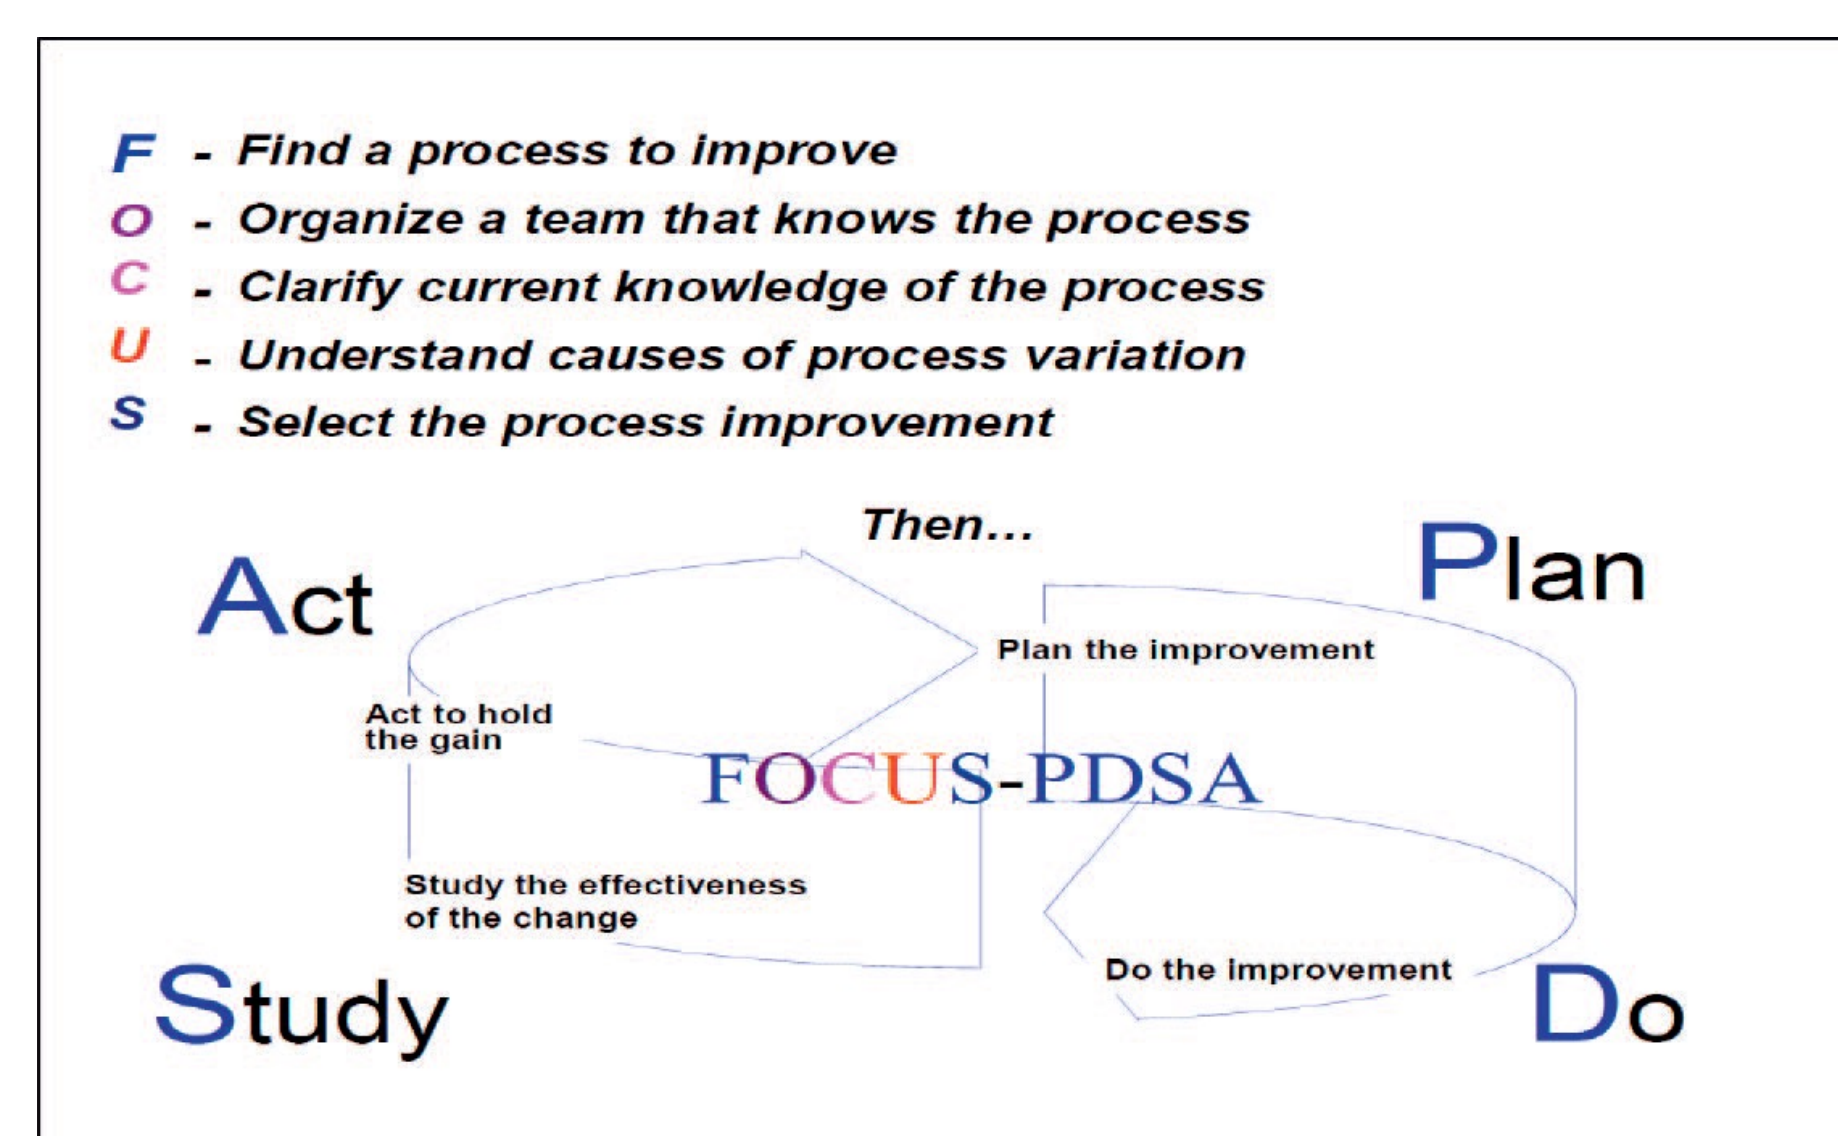 F - Find a process to improve
O - Organize a team that knows the process
C - Clarify current knowledge of the process
U - Understand causes of process variation
S - Select the process improvement
Then...
Act
Plan
Plan the improvement
Act to hold
the gain
FOCUS-PDSA
Study the effectiveness
of the change
Do the improvement
Study
Do